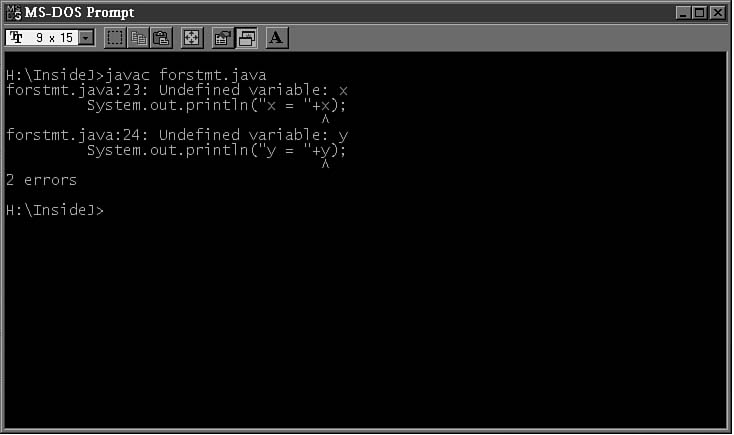 MS-DOS Prompt
9 x 15
A
H:\InsideJ>javac forstmt.java
forstmt.java:23: Undefined variable: x
System.out.println("x = "+x);
^
forstmt.java:24: Undefined variable: y
System.out.println("y = "+y);
^
2 errors
H:\InsideJ>